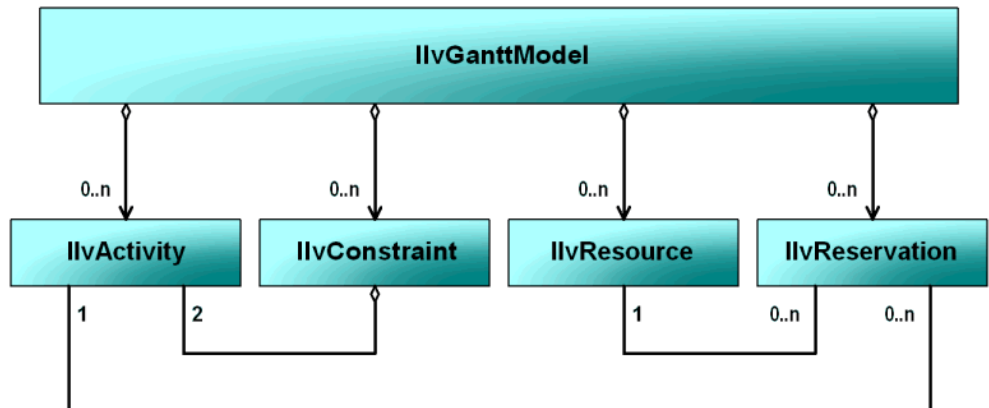 IlvGanttModel
0..n 0..n 0..n 0..n
IlvActivity IlvConstraint IlvResource IlvReservation
1 2 1 0..n 0..n